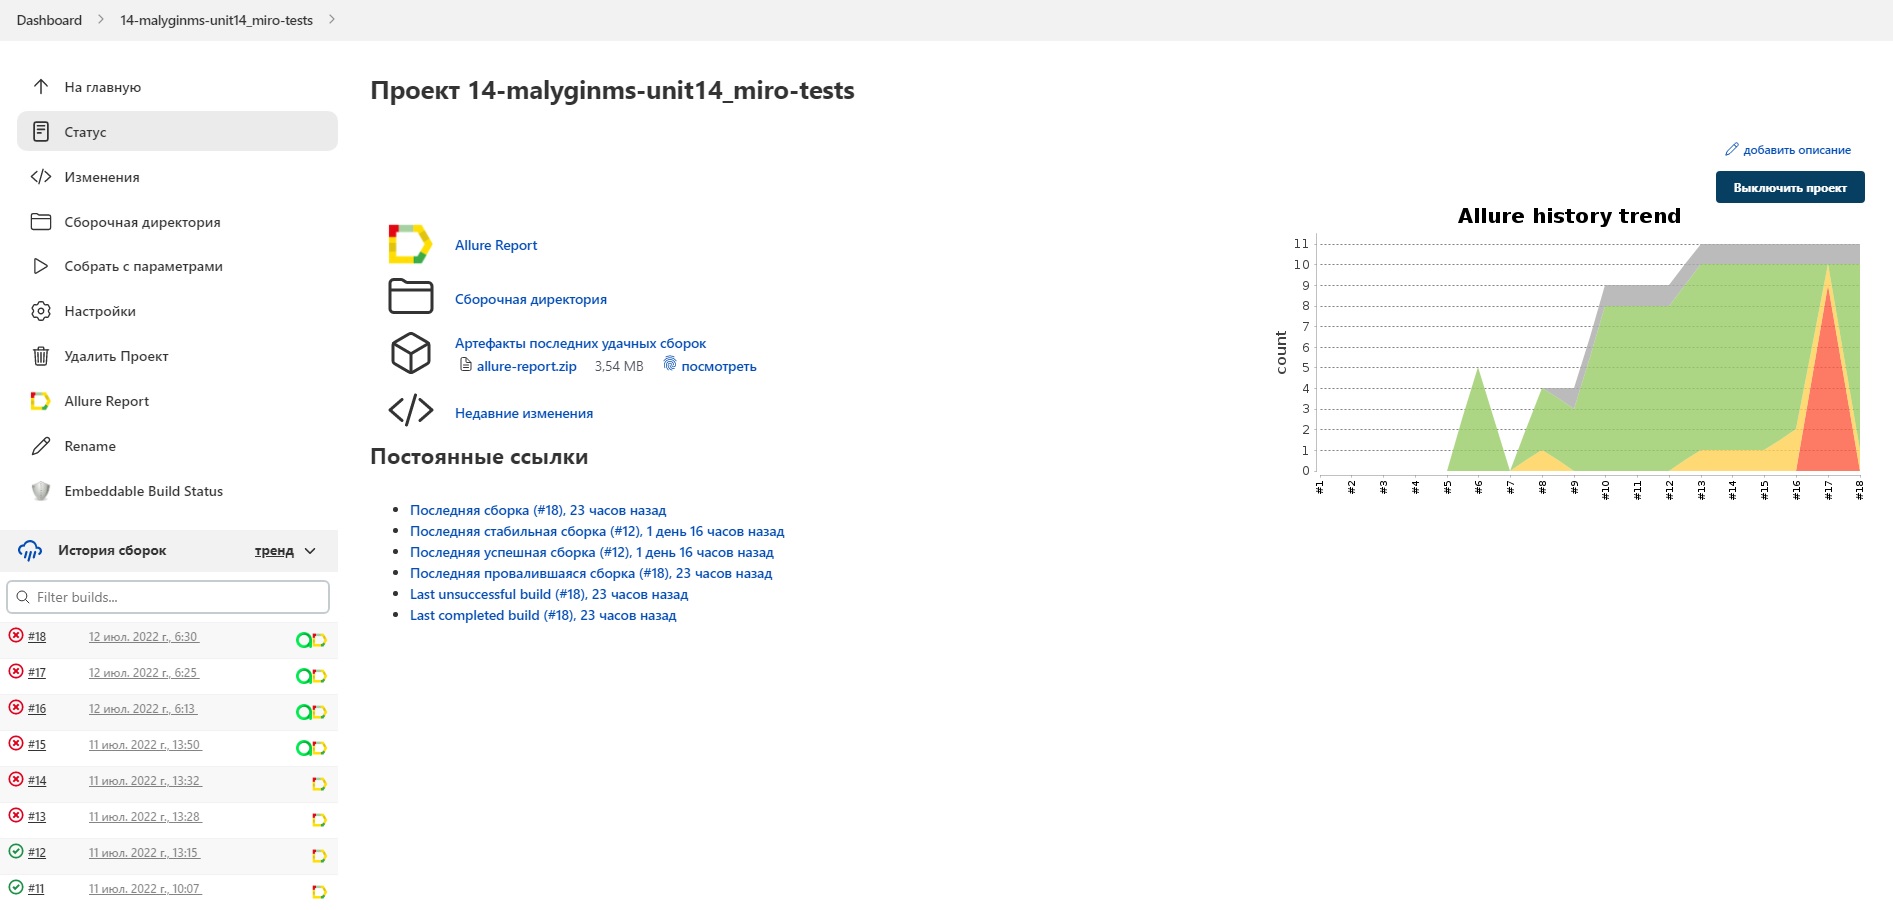 Dashboard
14-malyginms-unit14_miro-tests
На главную
Статус
Изменения
Сборочная директория
Собрать с параметрами
Настройки
Удалить Проект
Allure Report
Rename
Embeddable Build Status
История сборок тренд
Filter builds...
#18 12 июл. 2022 г., 6:30
#17 12 июл. 2022 г., 6:25
#16 12 июл. 2022 г., 6:13
#15 11 июл. 2022 г., 13:50
#14 11 июл. 2022 г., 13:32
#13 11 июл. 2022 г., 13:28
#12 11 июл. 2022 г., 13:15
#11 11 июл. 2022 г., 10:07
Проект 14-malyginms-unit14_miro-tests
добавить описание
Выключить проект
Allure Report
Сборочная директория
Артефакты последних удачных сборок
allure-report.zip 3,54 MB посмотреть
Недавние изменения
Постоянные ссылки
Последняя сборка (#18), 23 часов назад
Последняя стабильная сборка (#12), 1 день 16 часов назад
Последняя успешная сборка (#12), 1 день 16 часов назад
Последняя провалившаяся сборка (#18), 23 часов назад
Last unsuccessful build (#18), 23 часов назад
Last completed build (#18), 23 часов назад
Allure history trend
count
11
10
9
8
7
6
5
4
3
2
1
0
#1 #2 #3 #4 #5 #6 #7 #8 #9 #10 #11 #12 #13 #14 #15 #16 #17 #18